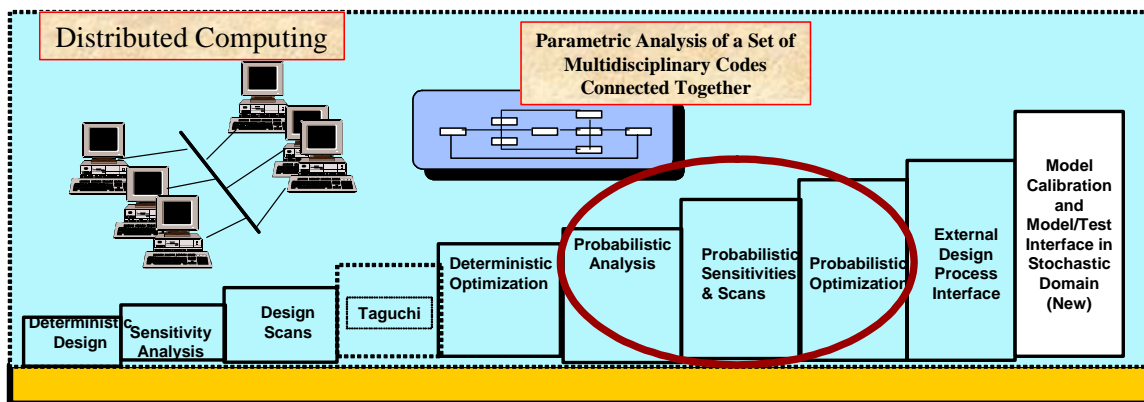 Distributed Computing
Parametric Analysis of a Set of
Multidisciplinary Codes
Connected Together
Deterministic
Design
Sensitivity
Analysis
Design
Scans
Taguchi
Deterministic
Optimization
Probabilistic
Analysis
Probabilistic
Sensitivities
& Scans
Probabilistic
Optimization
External
Design
Process
Interface
Model
Calibration
and
Model/Test
Interface in
Stochastic
Domain
(New)